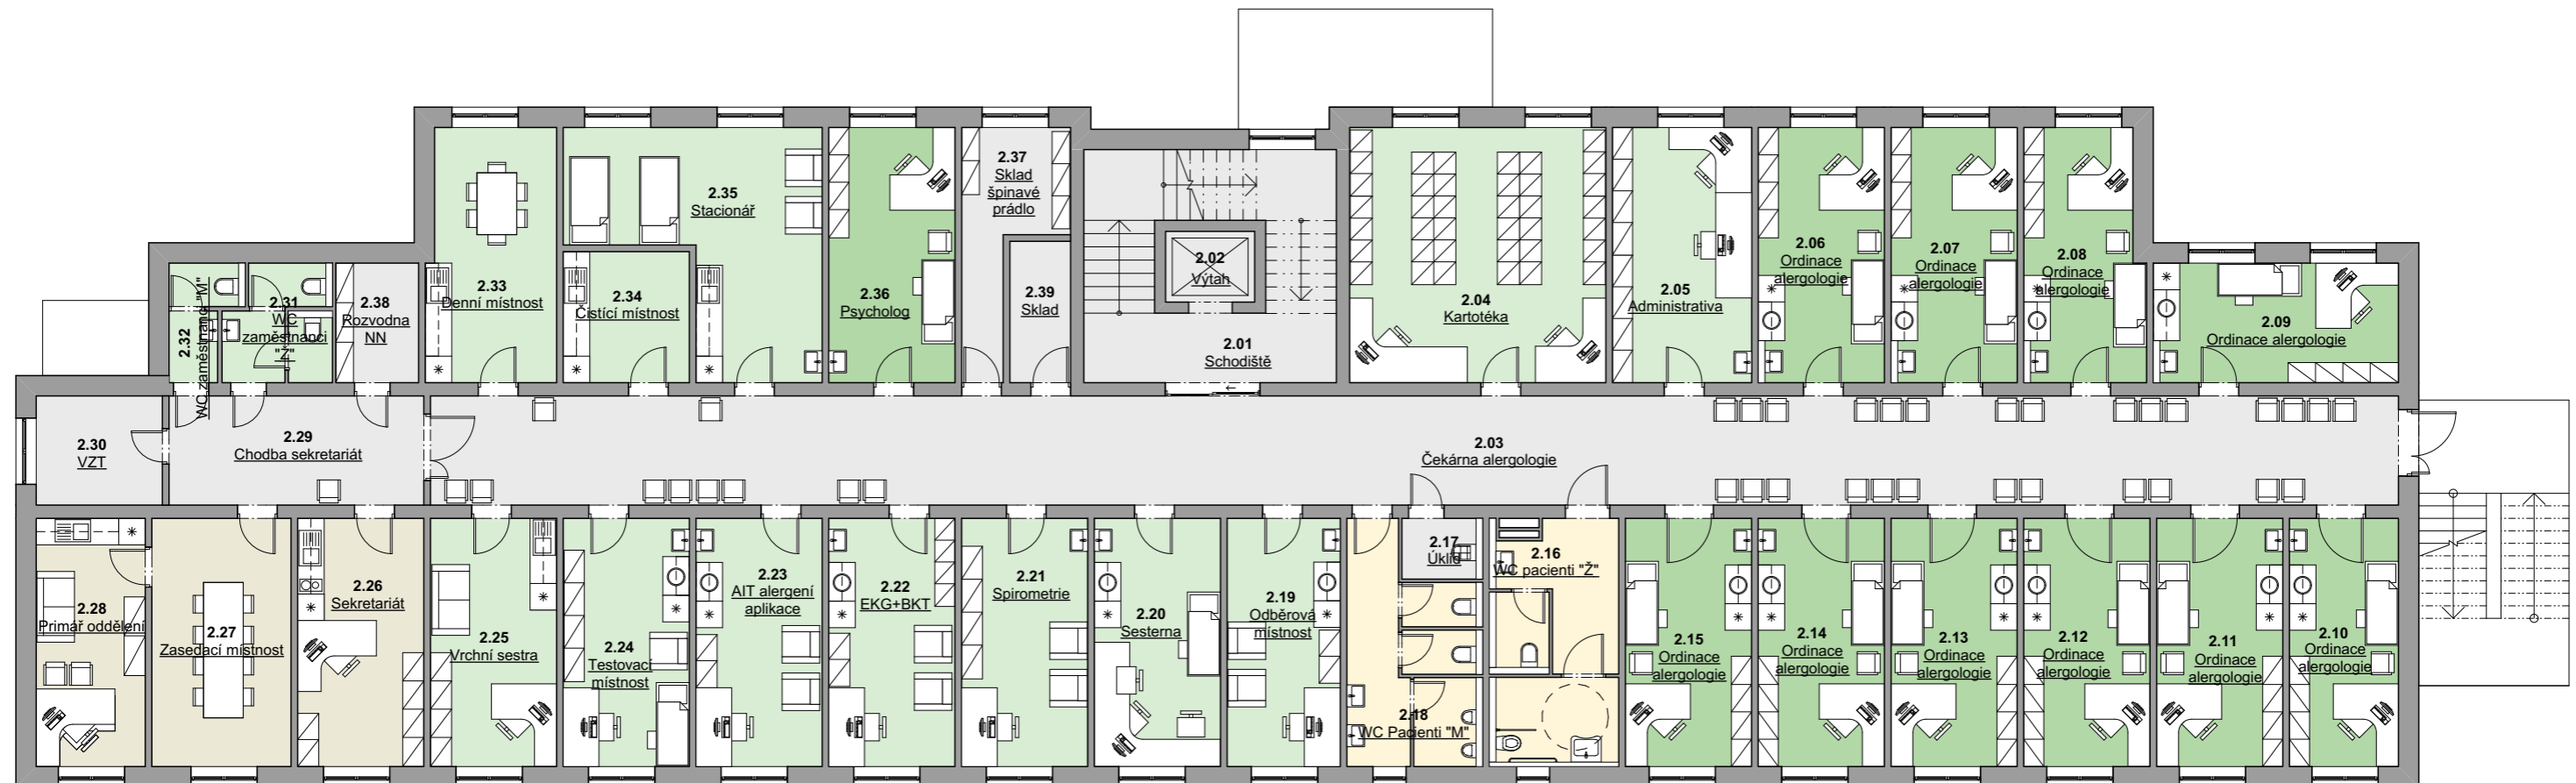 2.37
Sklad
špinavé
prádlo
2.35
Stacionář
2.06
Ordinace
alergologie
2.07
Ordinace
alergologie
2.08
Ordinace
alergologie
2.02
Výtah
2.33
Denní místnost
2.34
Čistící místnost
2.36
Psycholog
2.39
Sklad
2.04
Kartotéka
2.05
Administrativa
2.09
Ordinace alergologie
2.32
WC zaměstnanci "M"
2.31
WC
zaměstnanci
"Ž"
2.38
Rozvodna
NN
2.01
Schodiště
2.30
VZT
2.29
Chodba sekretariát
2.03
Čekárna alergologie
2.28
Primář oddělení
2.27
Zasedací místnost
2.26
Sekretariát
2.25
Vrchní sestra
2.24
Testovací
místnost
2.23
AIT alergení
aplikace
2.22
EKG+BKT
2.21
Spirometrie
2.20
Sesterna
2.19
Odběrová
místnost
2.18
WC Pacienti "M"
2.17
Úklid
2.16
WC pacienti "Ž"
2.15
Ordinace
alergologie
2.14
Ordinace
alergologie
2.13
Ordinace
alergologie
2.12
Ordinace
alergologie
2.11
Ordinace
alergologie
2.10
Ordinace
alergologie